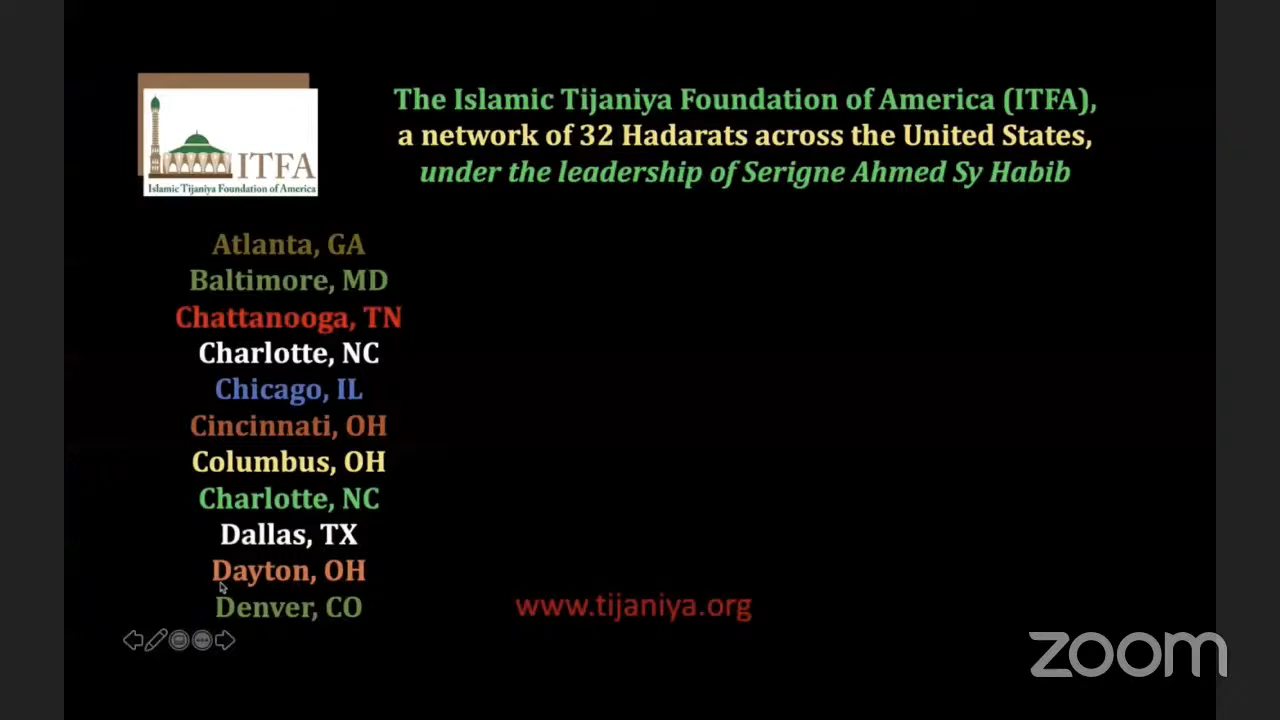 The Islamic Tijaniya Foundation of America (ITFA),
a network of 32 Hadarats across the United States,
under the leadership of Serigne Ahmed Sy Habib
ITFA
Islamic Tijaniya Foundation of America
Atlanta, GA
Baltimore, MD
Chattanooga, TN
Charlotte, NC
Chicago, IL
Cincinnati, OH
Columbus, OH
Charlotte, NC
Dallas, TX
Dayton, OH
Denver, CO
www.tijaniya.org
zoom